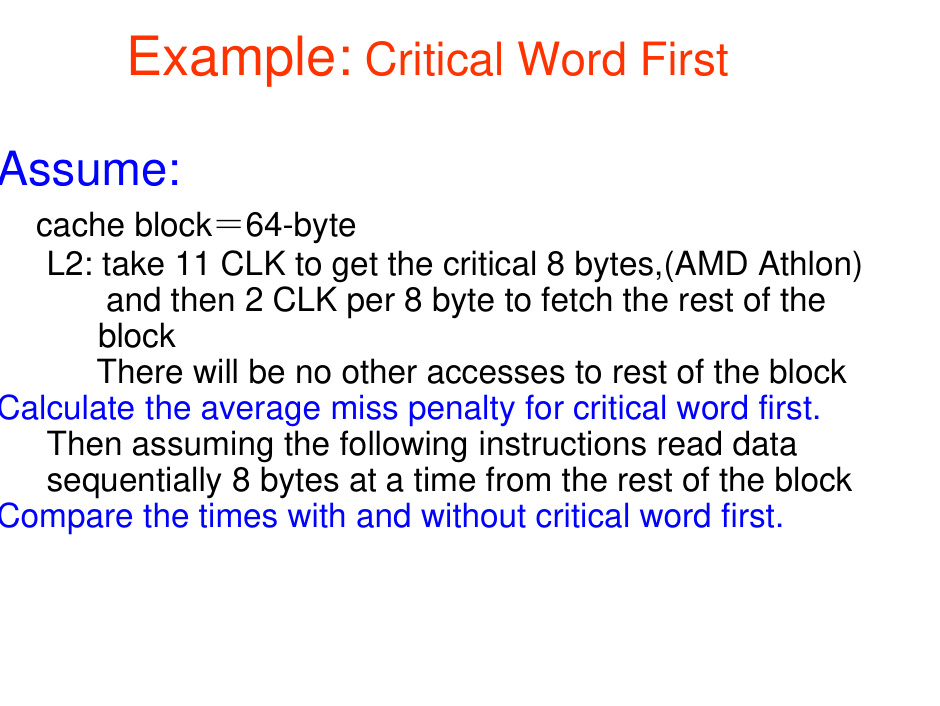 Example: Critical Word First
Assume:
cache block＝64-byte
L2: take 11 CLK to get the critical 8 bytes,(AMD Athlon)
and then 2 CLK per 8 byte to fetch the rest of the
block
There will be no other accesses to rest of the block
Calculate the average miss penalty for critical word first.
Then assuming the following instructions read data
sequentially 8 bytes at a time from the rest of the block
Compare the times with and without critical word first.